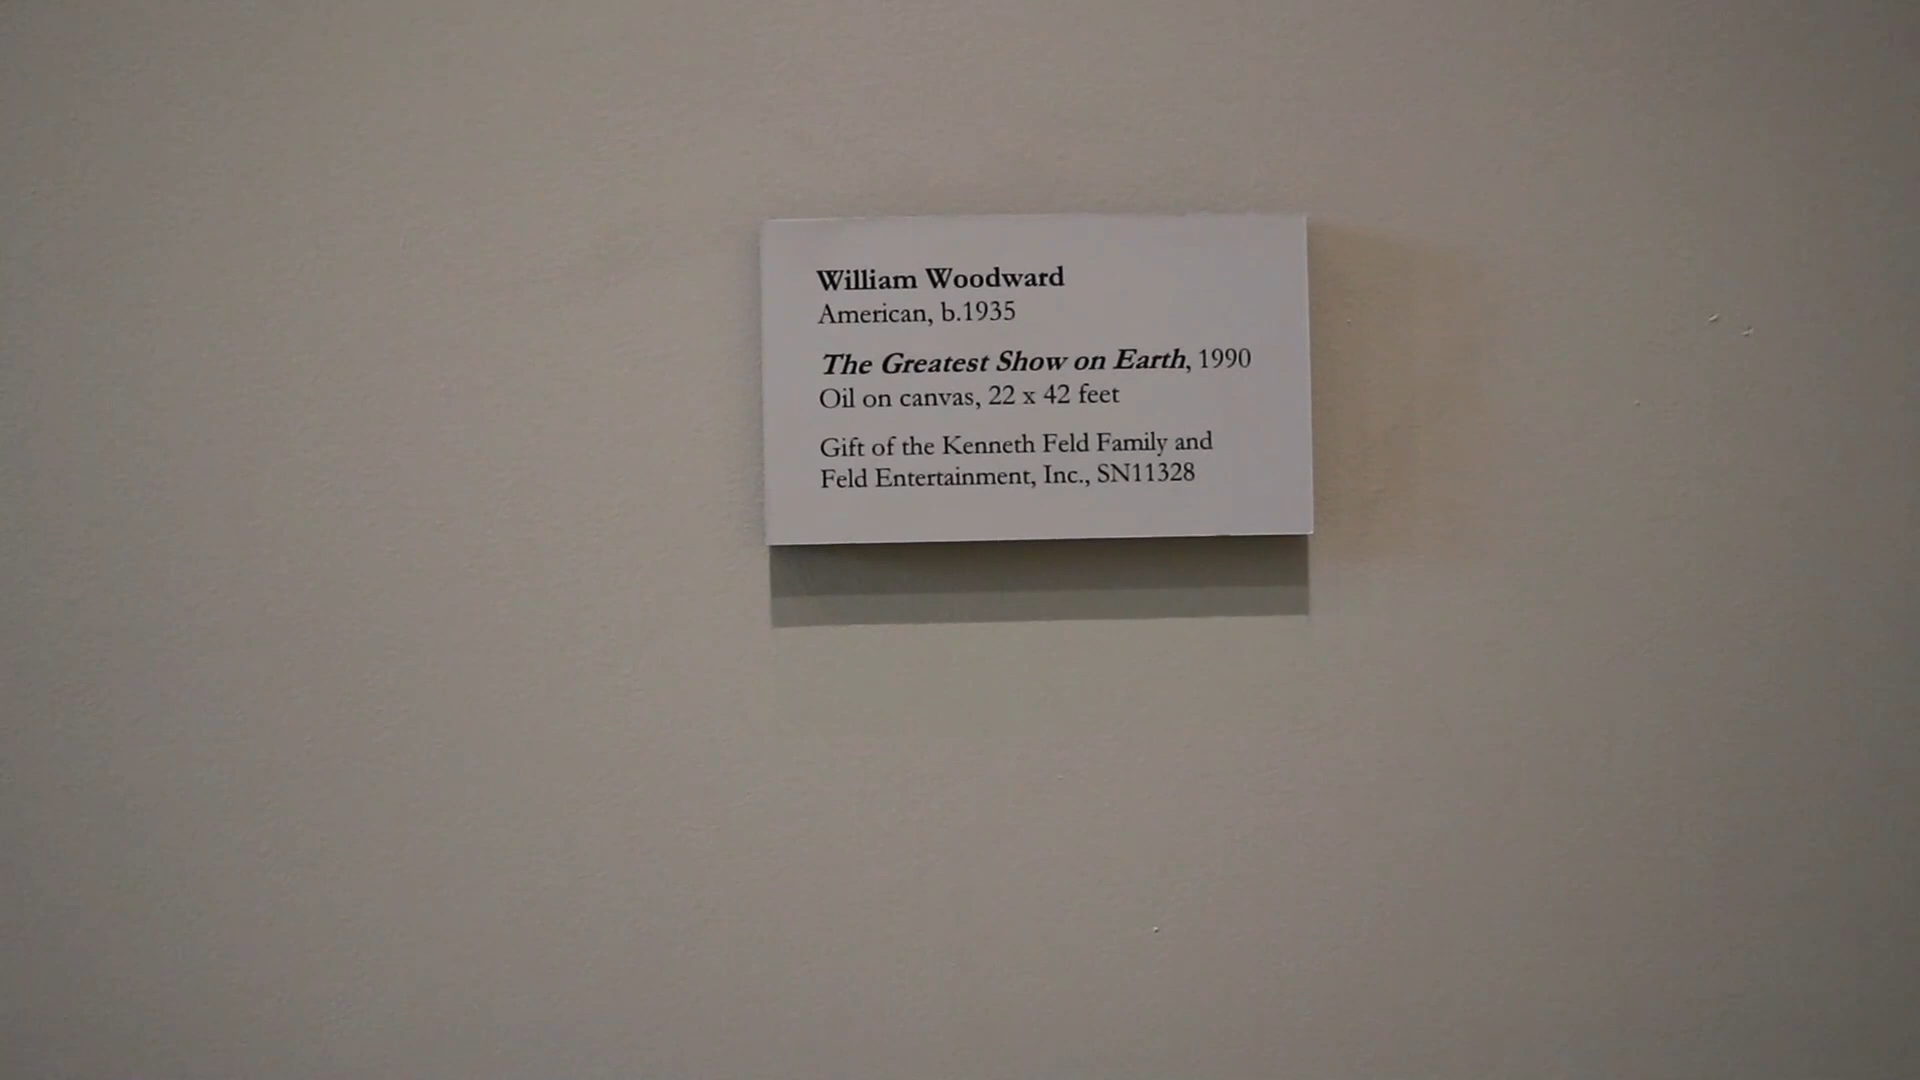 William Woodward
American, b.1935
The Greatest Show on Earth, 1990
Oil on canvas, 22 x 42 feet
Gift of the Kenneth Feld Family and
Feld Entertainment, Inc., SN11328